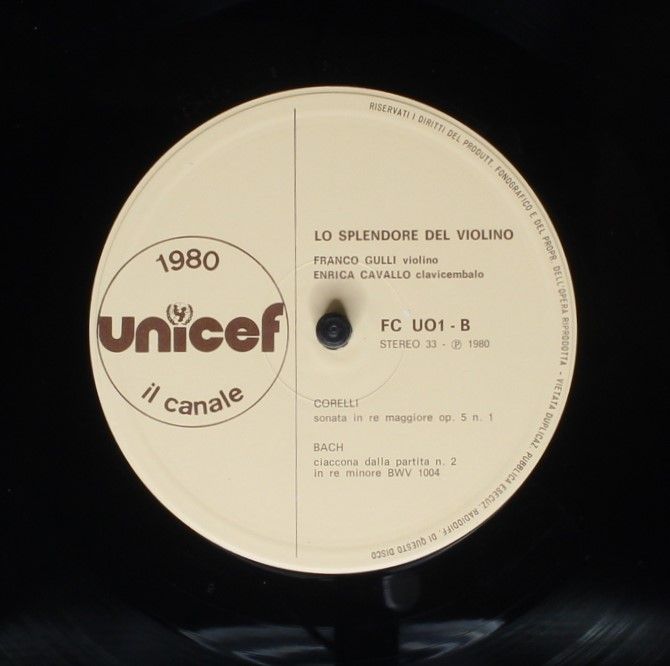 1980
unicef
il canale
LO SPLENDORE DEL VIOLINO
FRANCO GULLI violino
ENRICA CAVALLO clavicembalo
FC UO1 - B
STEREO 33 - Ⓟ 1980
CORELLI
sonata in re maggiore op. 5 n. 1
BACH
ciaccona dalla partita n. 2
in re minore BWV 1004
RISERVATI I DIRITTI DEL PRODUTT. FONOGRAFICO E DEL PROPR. DELL'OPERA RIPRODOTTA - VIETATA DUPLICAZ. PUBBLICA ESECUZ. RADIODIFF. DI QUESTO DISCO